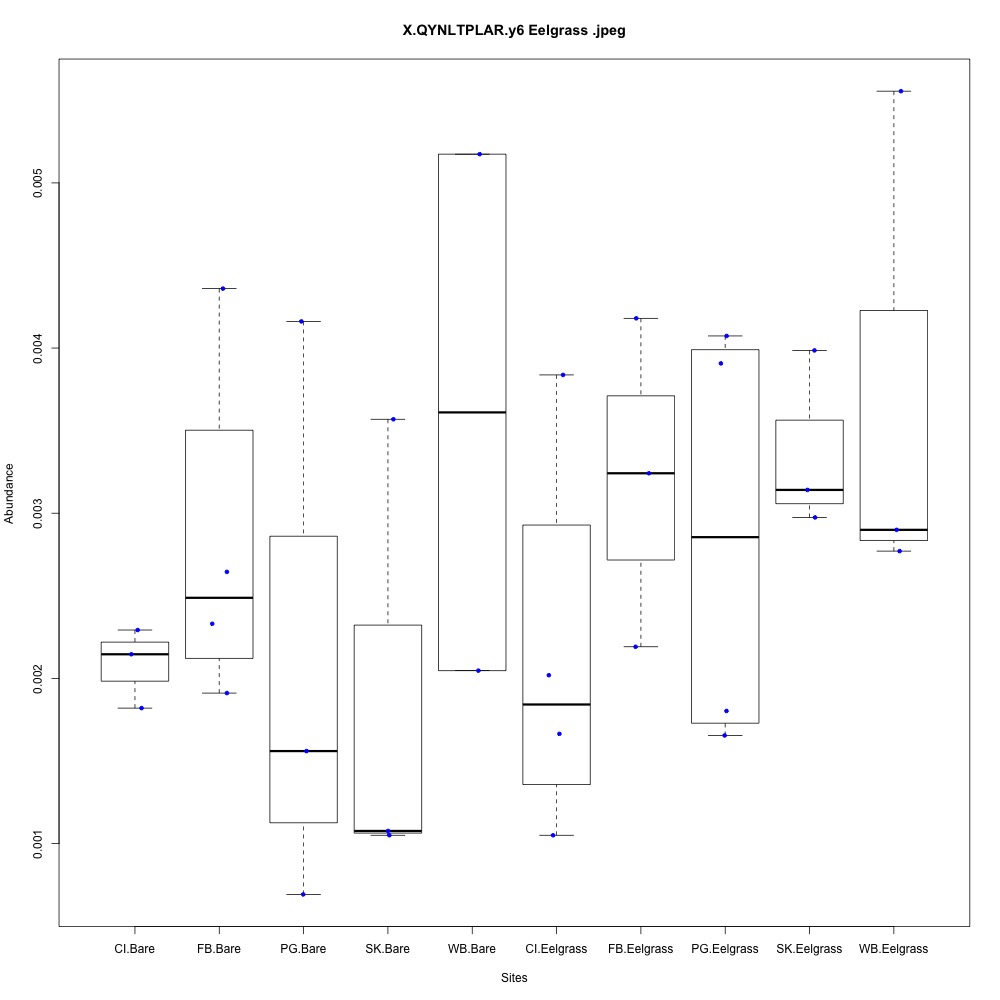 X.QYNLTPLAR.y6 Eelgrass .jpeg
0.005
0.004
0.003
0.002
0.001
Abundance
CI.Bare FB.Bare PG.Bare SK.Bare WB.Bare CI.Eelgrass FB.Eelgrass PG.Eelgrass SK.Eelgrass WB.Eelgrass
Sites